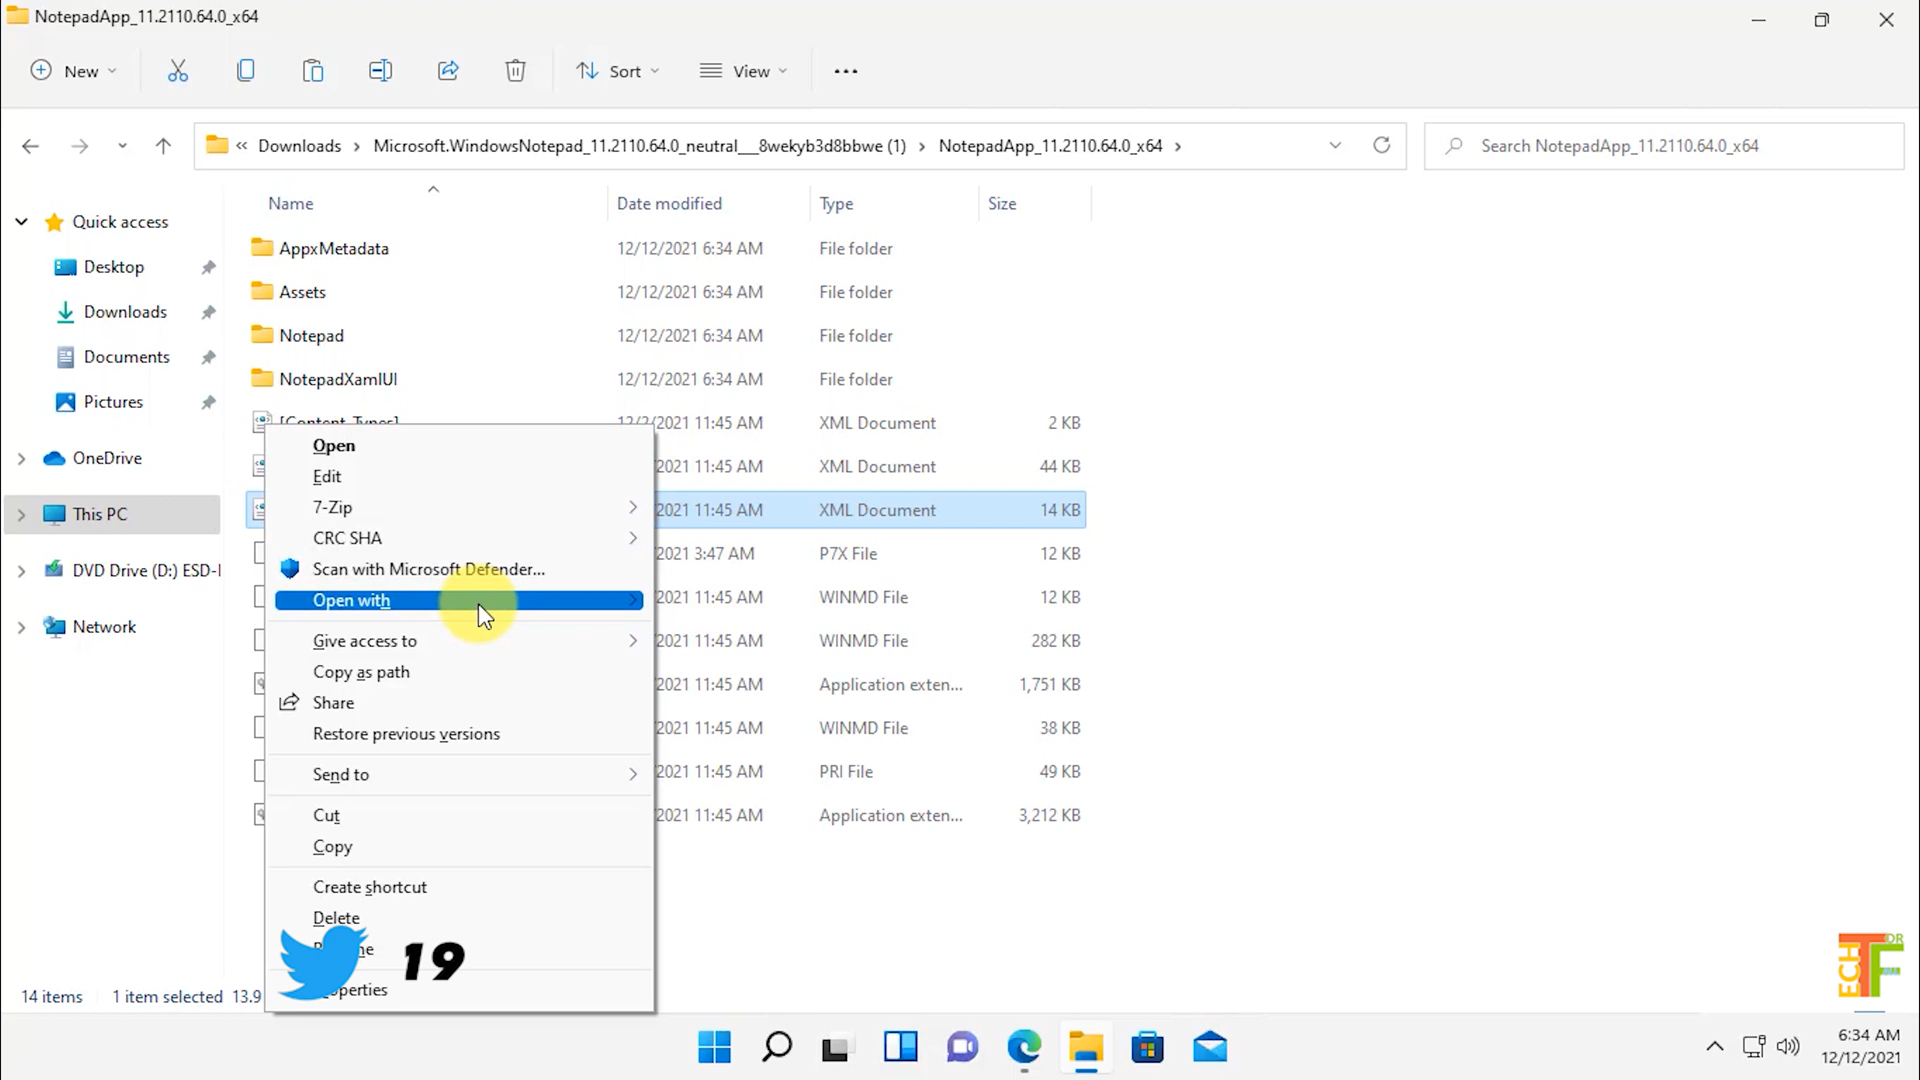 NotepadApp_11.2110.64.0_x64
New
Sort
View
Downloads
Microsoft.WindowsNotepad_11.2110.64.0_neutral___8wekyb3d8bbwe (1)
NotepadApp_11.2110.64.0_x64
Search NotepadApp_11.2110.64.0_x64
Name Date modified Type Size
Quick access
Desktop
Downloads
Documents
Pictures
OneDrive
This PC
DVD Drive (D:) ESD-I
Network
AppxMetadata 12/12/2021 6:34 AM File folder
Assets 12/12/2021 6:34 AM File folder
Notepad 12/12/2021 6:34 AM File folder
NotepadXamlUI 12/12/2021 6:34 AM File folder
[Content_Types] 12/2/2021 11:45 AM XML Document 2 KB
2021 11:45 AM XML Document 44 KB
2021 11:45 AM XML Document 14 KB
2021 3:47 AM P7X File 12 KB
2021 11:45 AM WINMD File 12 KB
2021 11:45 AM WINMD File 282 KB
2021 11:45 AM Application exten... 1,751 KB
2021 11:45 AM WINMD File 38 KB
2021 11:45 AM PRI File 49 KB
2021 11:45 AM Application exten... 3,212 KB
Open
Edit
7-Zip
CRC SHA
Scan with Microsoft Defender...
Open with
Give access to
Copy as path
Share
Restore previous versions
Send to
Cut
Copy
Create shortcut
Delete
19
14 items 1 item selected 13.9
ECH
TF
DR
6:34 AM
12/12/2021